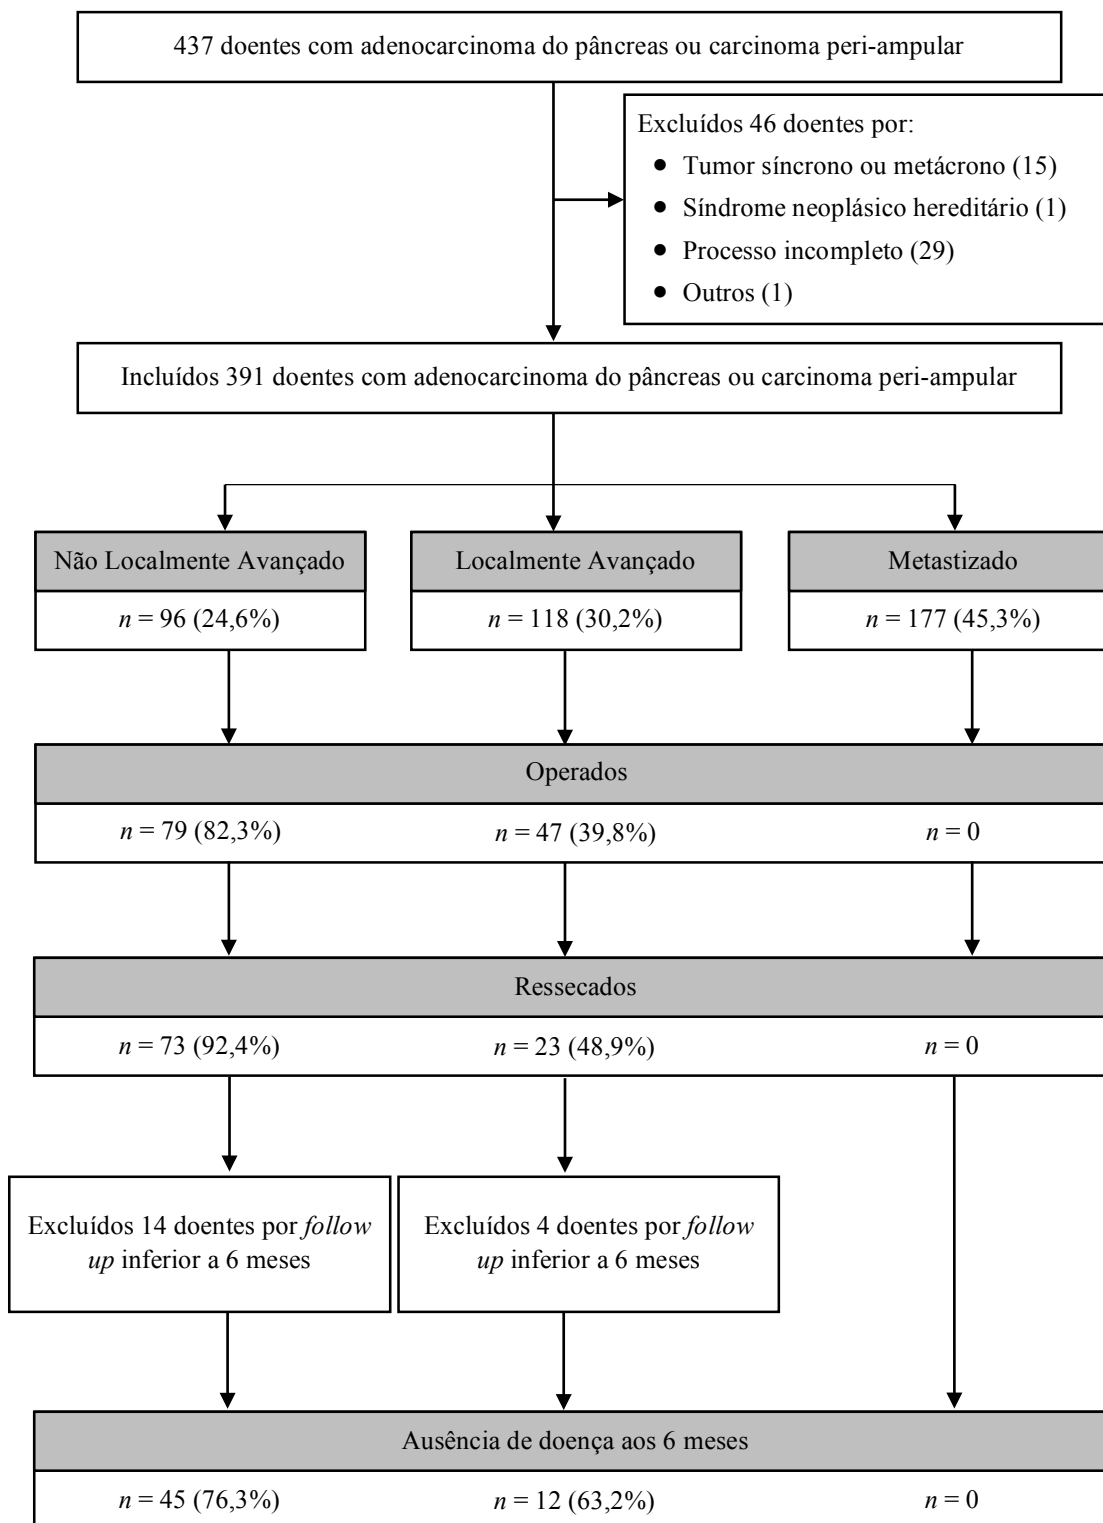 437 doentes com adenocarcinoma do pâncreas ou carcinoma peri-ampular
Excluídos 46 doentes por:
● Tumor síncrono ou metácrono (15)
● Síndrome neoplásico hereditário (1)
● Processo incompleto (29)
● Outros (1)
Incluídos 391 doentes com adenocarcinoma do pâncreas ou carcinoma peri-ampular
Não Localmente Avançado
n = 96 (24,6%)
Localmente Avançado
n = 118 (30,2%)
Metastizado
n = 177 (45,3%)
Operados
n = 79 (82,3%) n = 47 (39,8%) n = 0
Ressecados
n = 73 (92,4%) n = 23 (48,9%) n = 0
Excluídos 14 doentes por follow
up inferior a 6 meses
Excluídos 4 doentes por follow
up inferior a 6 meses
Ausência de doença aos 6 meses
n = 45 (76,3%) n = 12 (63,2%) n = 0